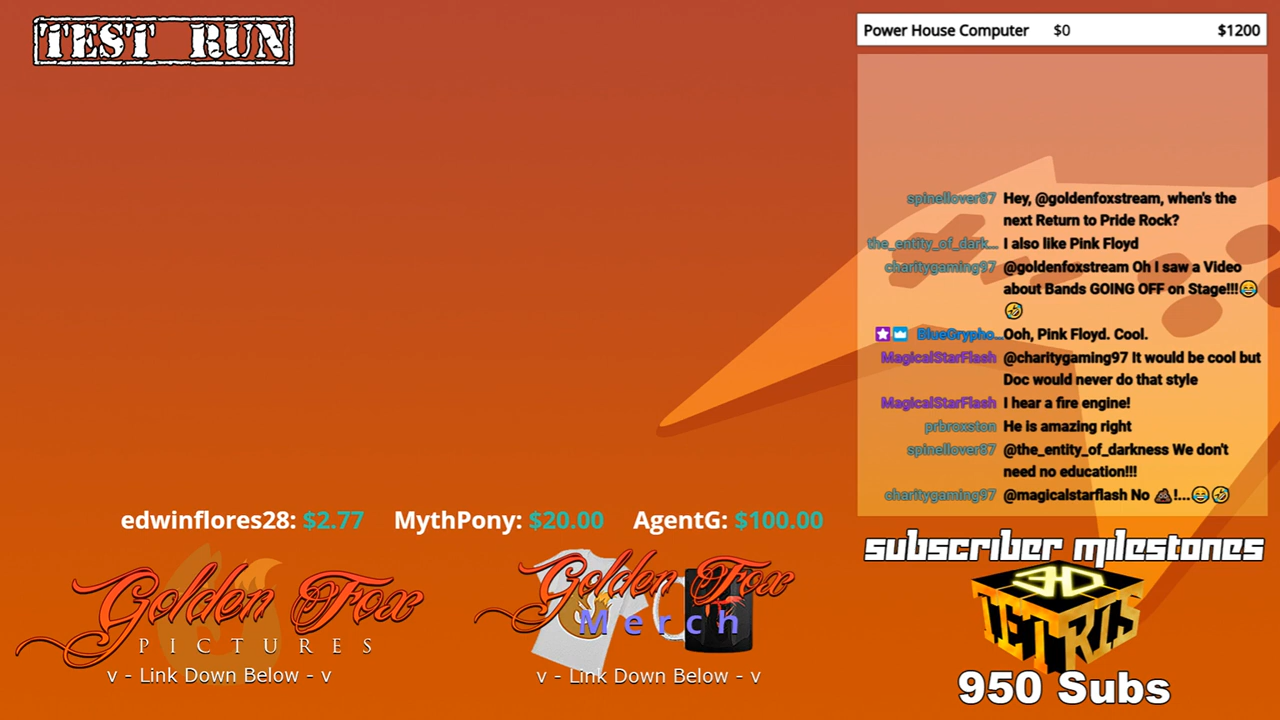 TEST RUN
Power House Computer $0 $1200
spinellover87 Hey, @goldenfoxstream, when's the
next Return to Pride Rock?
the_entity_of_dark... I also like Pink Floyd
charitygaming97 @goldenfoxstream Oh I saw a Video
about Bands GOING OFF on Stage!!!😂
🤣
BlueGrypho... Ooh, Pink Floyd. Cool.
MagicalStarFlash @charitygaming97 It would be cool but
Doc would never do that style
MagicalStarFlash I hear a fire engine!
prbroxston He is amazing right
spinellover87 @the_entity_of_darkness We don't
need no education!!!
charitygaming97 @magicalstarflash No 💩!...😂🤣
edwinflores28: $2.77 MythPony: $20.00 AgentG: $100.00
Golden Fox
PICTURES
v - Link Down Below - v
Golden Fox
Merch
v - Link Down Below - v
subscriber milestones
3D
TETRIS
950 Subs